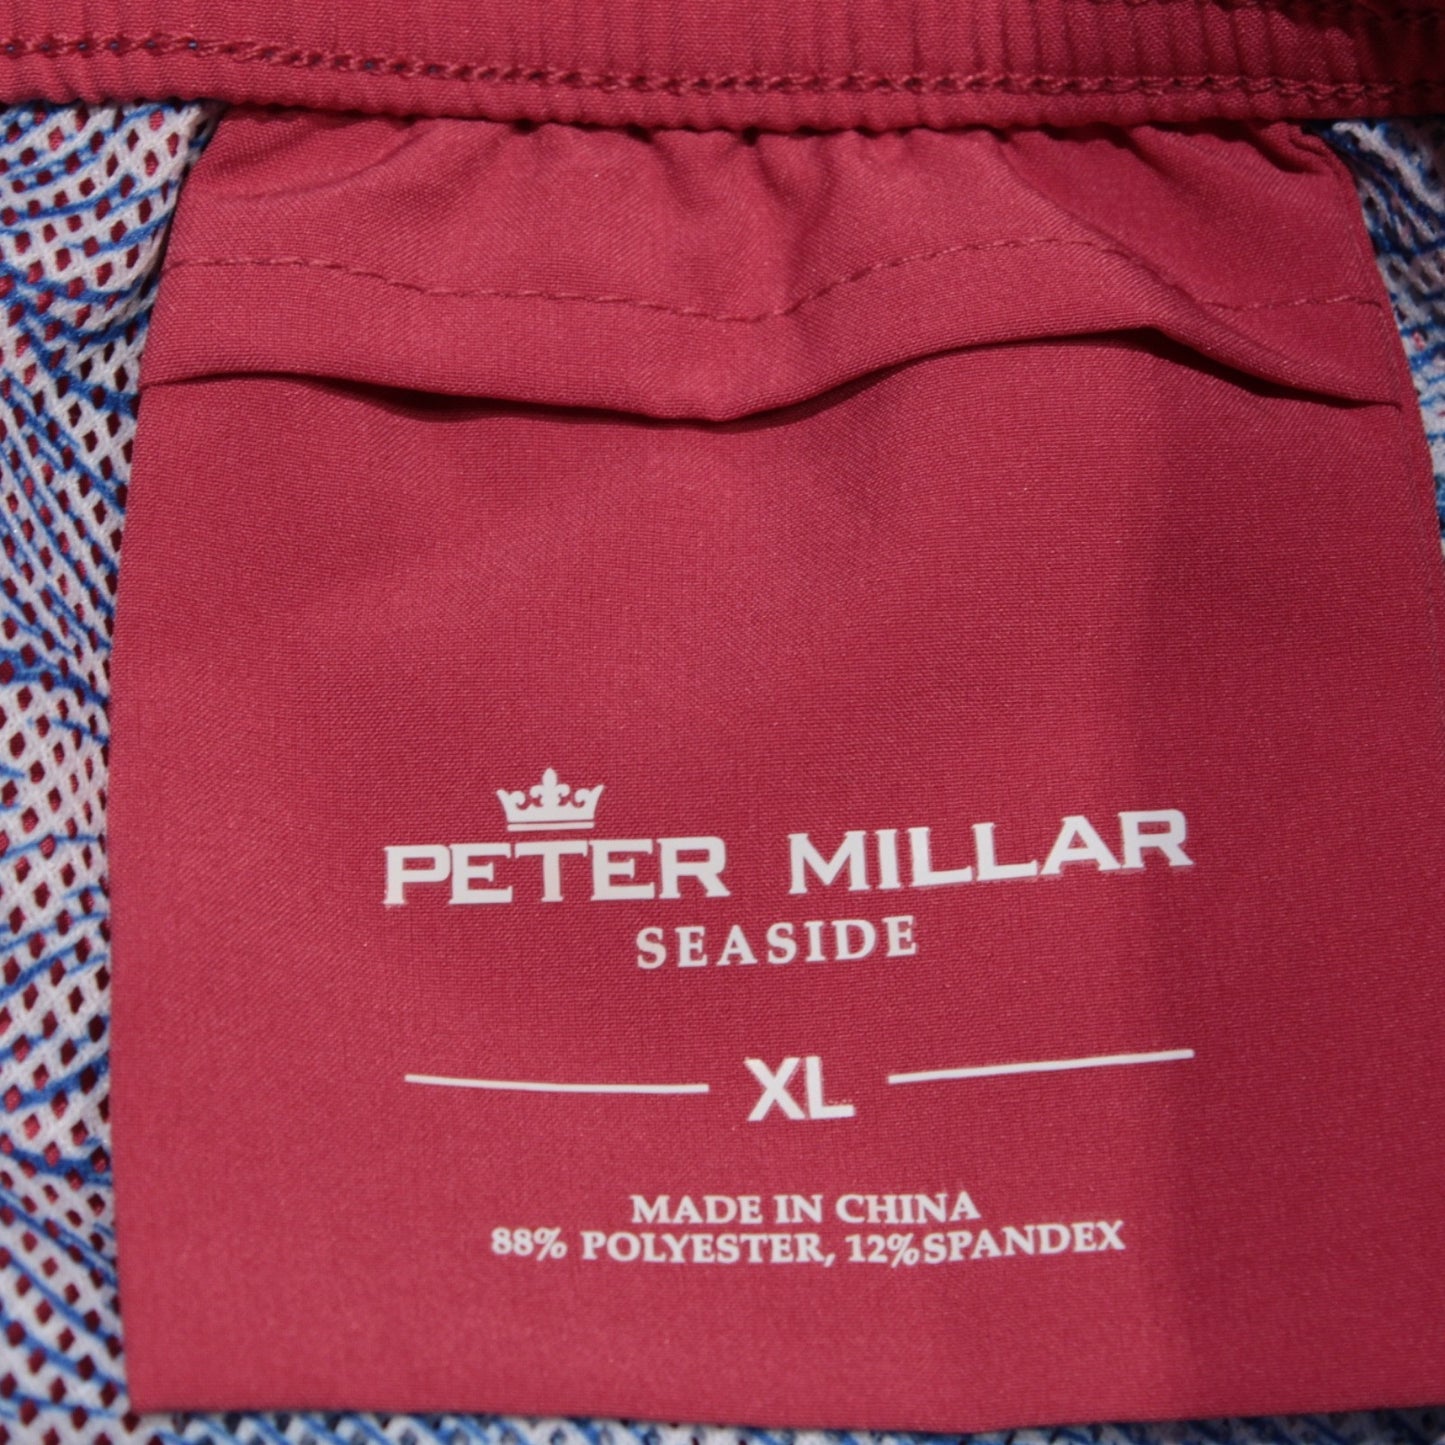 PETER MILLAR
SEASIDE
XL
MADE IN CHINA
88% POLYESTER, 12%SPANDEX